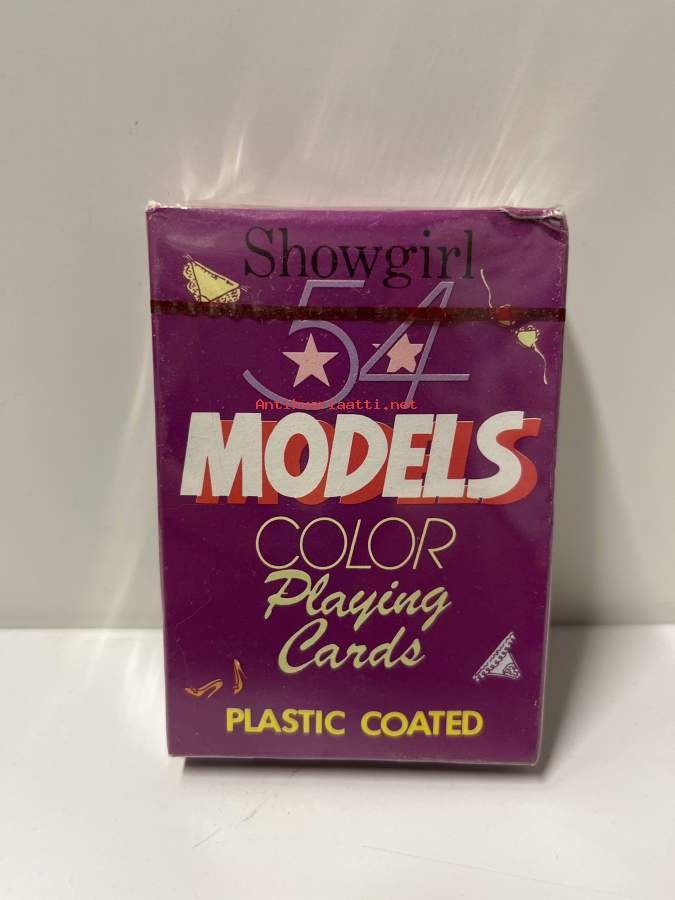 Showgirl
54
Antikvariaatti.net
MODELS
COLOR
Playing
Cards
PLASTIC COATED